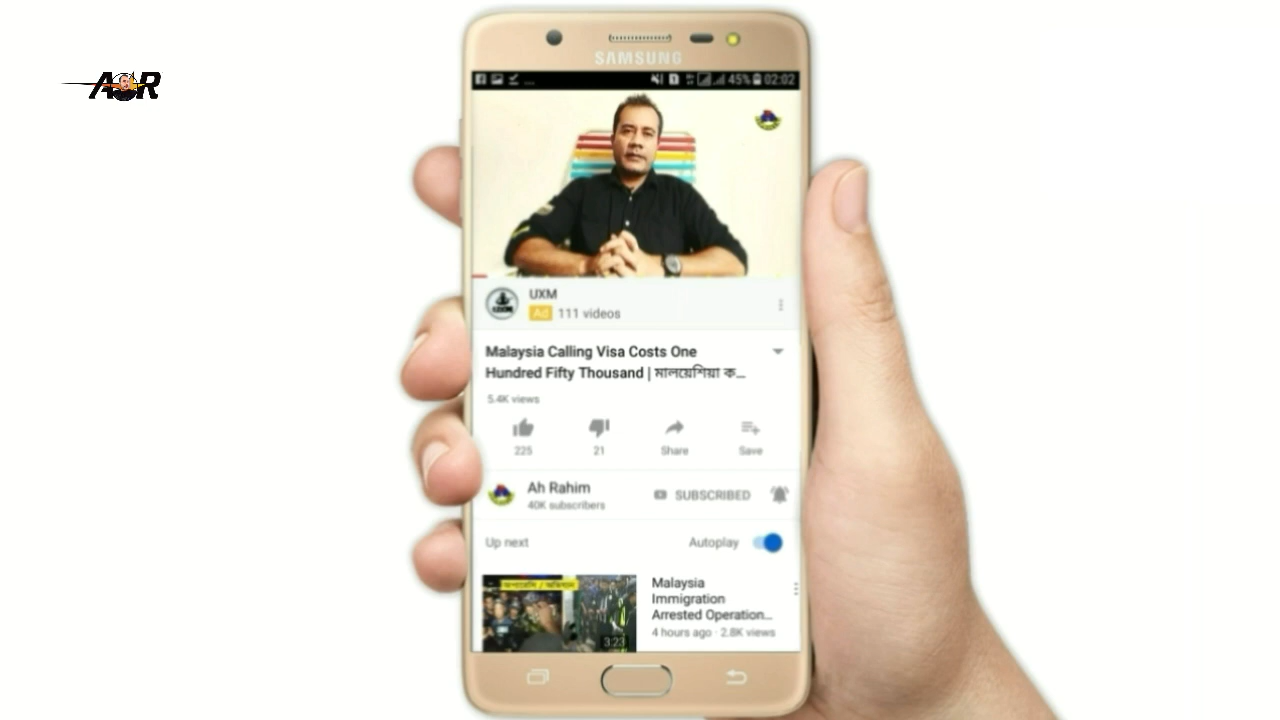 AOR
SAMSUNG
45% 02:02
UXM
Ad 111 videos
Malaysia Calling Visa Costs One
Hundred Fifty Thousand | মালয়েশিয়া ক...
5.4K views
225 21 Share Save
Ah Rahim
SUBSCRIBED
40K subscribers
Up next Autoplay
Malaysia
Immigration
Arrested Operation...
4 hours ago · 2.8K views
3:23